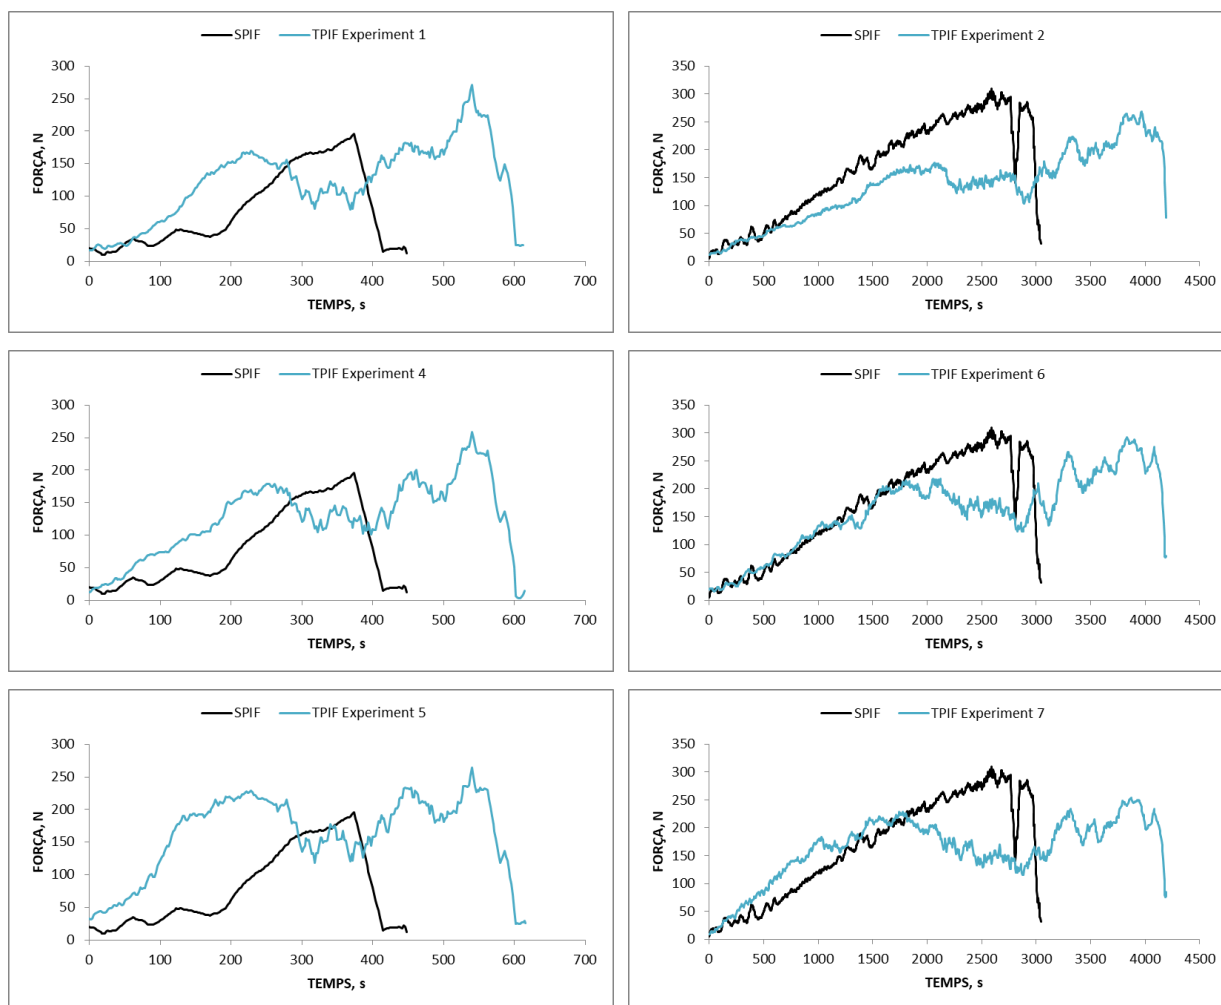 SPIF TPIF Experiment 1
300
250
200
150
100
50
0
FORÇA, N
0 100 200 300 400 500 600 700
TEMPS, s
SPIF TPIF Experiment 2
350
300
250
200
150
100
50
0
FORÇA, N
0 500 1000 1500 2000 2500 3000 3500 4000 4500
TEMPS, s
SPIF TPIF Experiment 4
300
250
200
150
100
50
0
FORÇA, N
0 100 200 300 400 500 600 700
TEMPS, s
SPIF TPIF Experiment 6
350
300
250
200
150
100
50
0
FORÇA, N
0 500 1000 1500 2000 2500 3000 3500 4000 4500
TEMPS, s
SPIF TPIF Experiment 5
300
250
200
150
100
50
0
FORÇA, N
0 100 200 300 400 500 600 700
TEMPS, s
SPIF TPIF Experiment 7
350
300
250
200
150
100
50
0
FORÇA, N
0 500 1000 1500 2000 2500 3000 3500 4000 4500
TEMPS, s